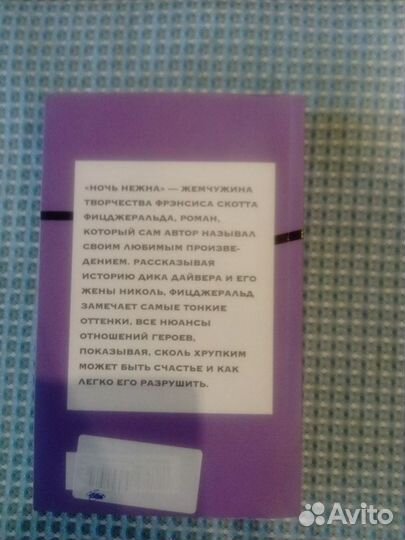 «НОЧЬ НЕЖНА» — ЖЕМЧУЖИНА
ТВОРЧЕСТВА ФРЭНСИСА СКОТТА
ФИЦДЖЕРАЛЬДА, РОМАН,
КОТОРЫЙ САМ АВТОР НАЗЫВАЛ
СВОИМ ЛЮБИМЫМ ПРОИЗВЕ-
ДЕНИЕМ. РАССКАЗЫВАЯ
ИСТОРИЮ ДИКА ДАЙВЕРА И ЕГО
ЖЕНЫ НИКОЛЬ, ФИЦДЖЕРАЛЬД
ЗАМЕЧАЕТ САМЫЕ ТОНКИЕ
ОТТЕНКИ, ВСЕ НЮАНСЫ
ОТНОШЕНИЙ ГЕРОЕВ,
ПОКАЗЫВАЯ, СКОЛЬ ХРУПКИМ
МОЖЕТ БЫТЬ СЧАСТЬЕ И КАК
ЛЕГКО ЕГО РАЗРУШИТЬ.
Avito